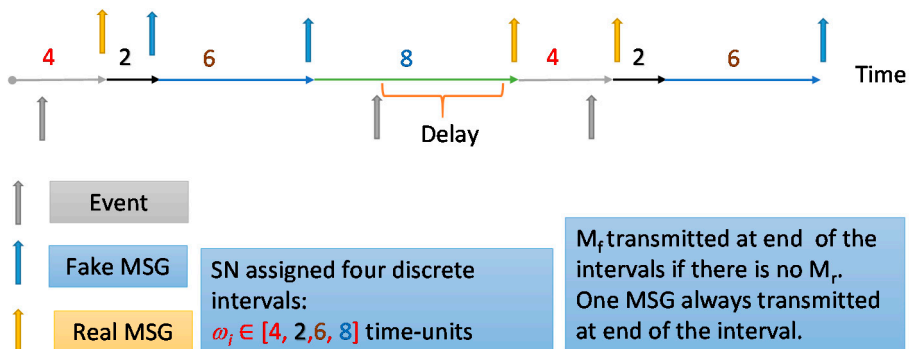 4 2 6 8 4 2 6
Time
Delay
Event
Fake MSG
Real MSG
SN assigned four discrete
intervals:
ωi ∈ [4, 2,6, 8] time-units
Mf transmitted at end of the
intervals if there is no Mr.
One MSG always transmitted
at end of the interval.